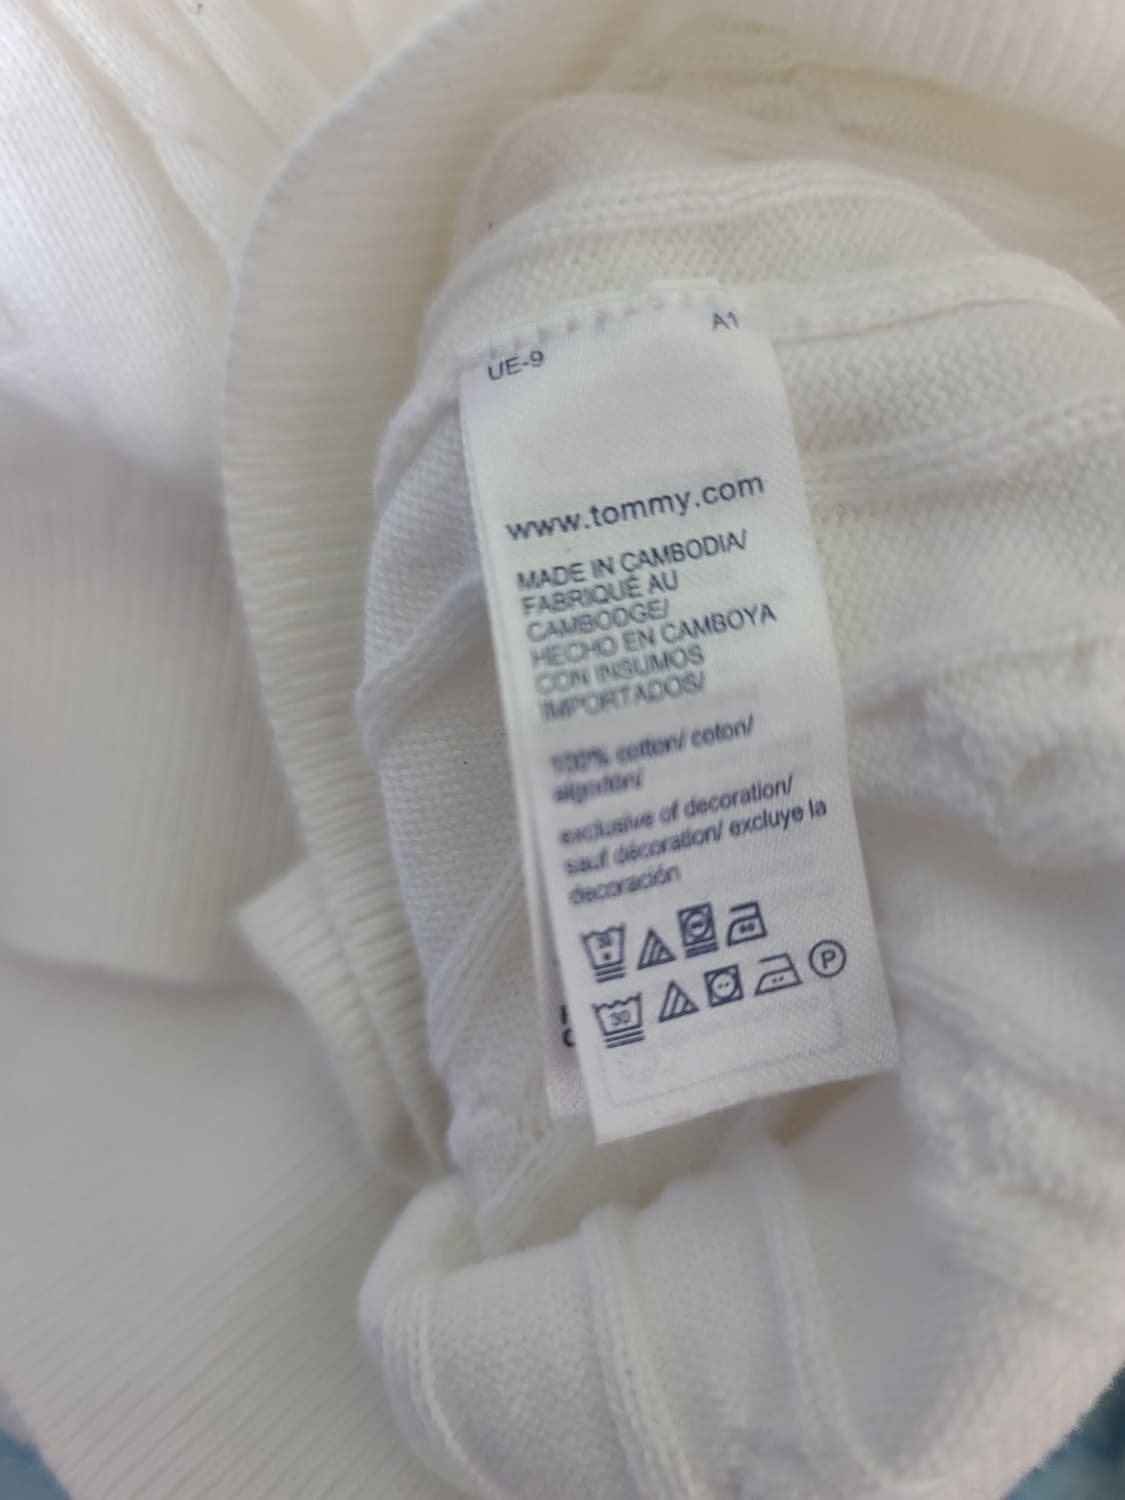 UE-9 A1
www.tommy.com
MADE IN CAMBODIA/
FABRIQUÉ AU
CAMBODGE/
HECHO EN CAMBOYA
CON INSUMOS
IMPORTADOS/
100% cotton/ coton/
algodón/
exclusive of decoration/
sauf décoration/ excluye la
decoración
30
30 P